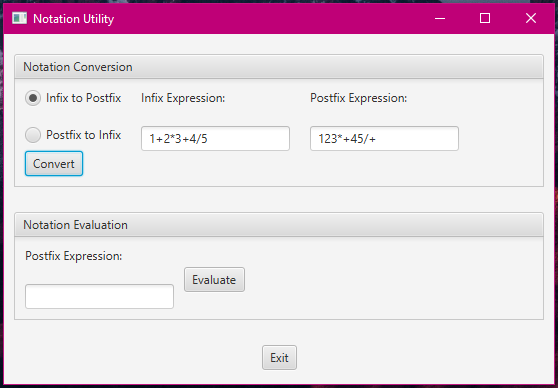 Notation Utility
Notation Conversion
Infix to Postfix
Infix Expression:
Postfix Expression:
Postfix to Infix
1+2*3+4/5
123*+45/+
Convert
Notation Evaluation
Postfix Expression:
Evaluate
Exit